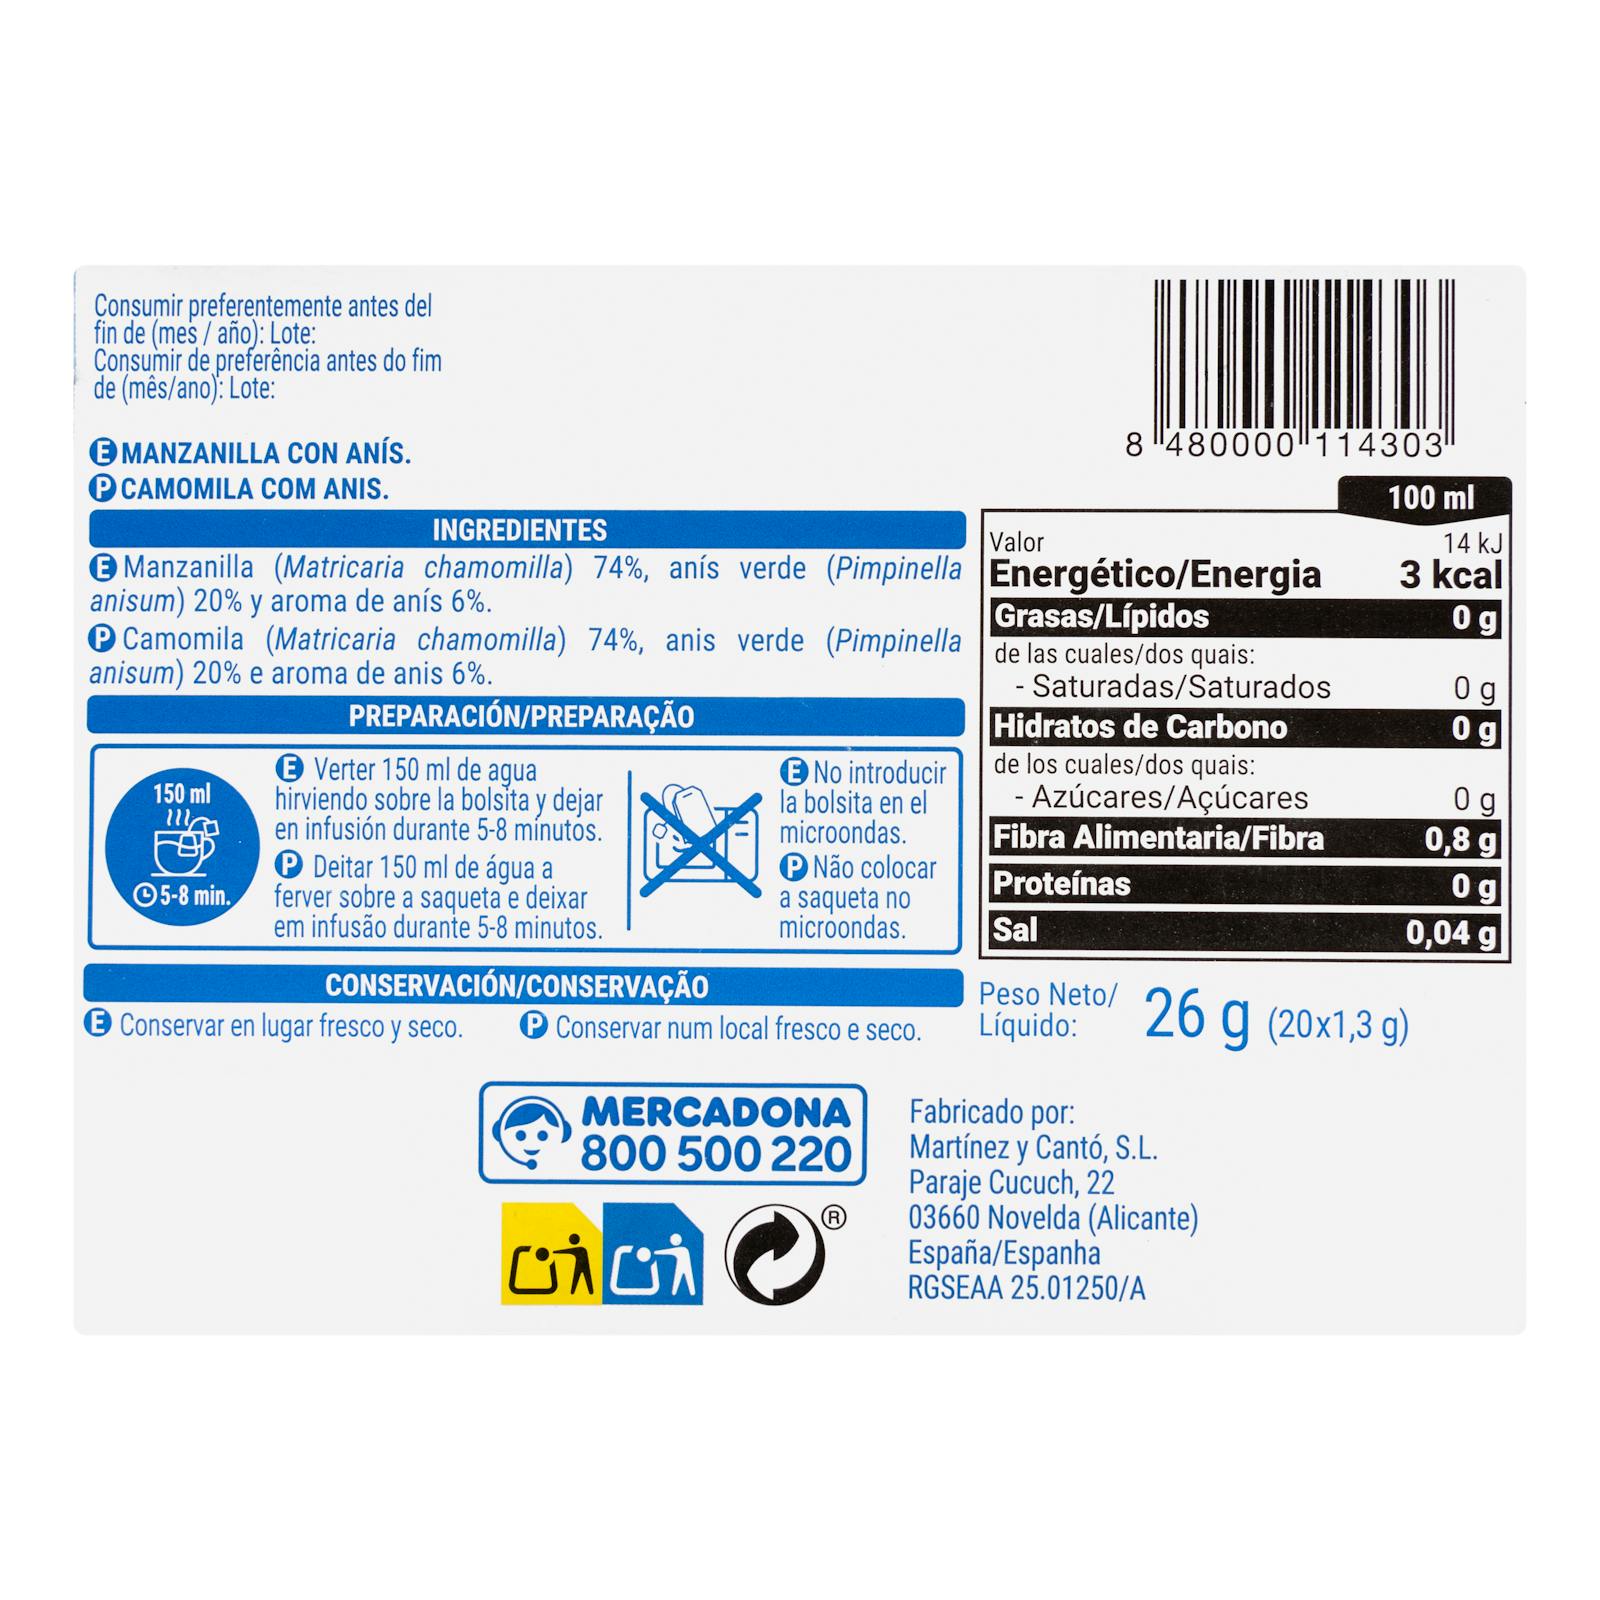 Consumir preferentemente antes del
fin de (mes / año): Lote:
Consumir de preferência antes do fim
de (mês/ano): Lote:
8 480000 114303
E MANZANILLA CON ANÍS.
P CAMOMILA COM ANIS.
INGREDIENTES
E Manzanilla (Matricaria chamomilla) 74%, anís verde (Pimpinella
anisum) 20% y aroma de anís 6%.
P Camomila (Matricaria chamomilla) 74%, anis verde (Pimpinella
anisum) 20% e aroma de anis 6%.
PREPARACIÓN/PREPARAÇÃO
150 ml
5-8 min.
E Verter 150 ml de agua
hirviendo sobre la bolsita y dejar
en infusión durante 5-8 minutos.
P Deitar 150 ml de água a
ferver sobre a saqueta e deixar
em infusão durante 5-8 minutos.
E No introducir
la bolsita en el
microondas.
P Não colocar
a saqueta no
microondas.
CONSERVACIÓN/CONSERVAÇÃO
E Conservar en lugar fresco y seco.
P Conservar num local fresco e seco.
100 ml
Valor 14 kJ
Energético/Energia 3 kcal
Grasas/Lípidos 0 g
de las cuales/dos quais:
- Saturadas/Saturados 0 g
Hidratos de Carbono 0 g
de los cuales/dos quais:
- Azúcares/Açúcares 0 g
Fibra Alimentaria/Fibra 0,8 g
Proteínas 0 g
Sal 0,04 g
Peso Neto/
Líquido: 26 g (20x1,3 g)
MERCADONA
800 500 220
®
Fabricado por:
Martínez y Cantó, S.L.
Paraje Cucuch, 22
03660 Novelda (Alicante)
España/Espanha
RGSEAA 25.01250/A